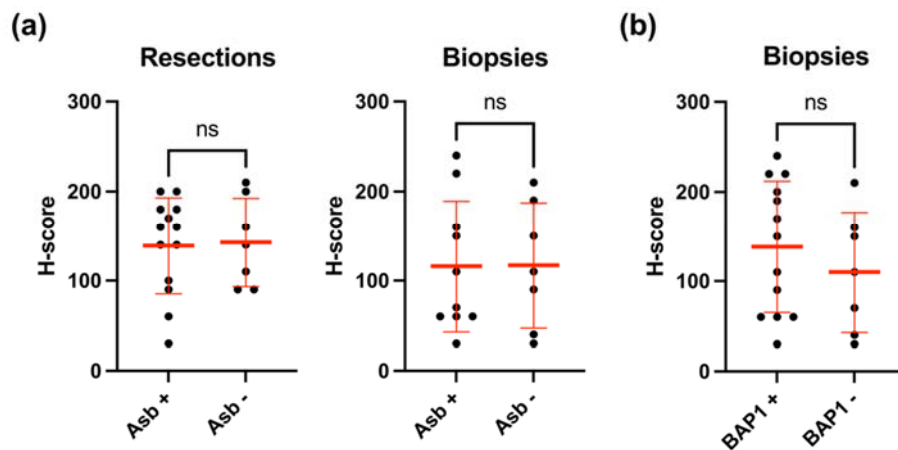 (a)
Resections
Biopsies
(b)
Biopsies
ns
ns
ns
H-score
300
200
100
0
Asb +
Asb -
H-score
300
200
100
0
Asb +
Asb -
H-score
300
200
100
0
BAP1 +
BAP1 -